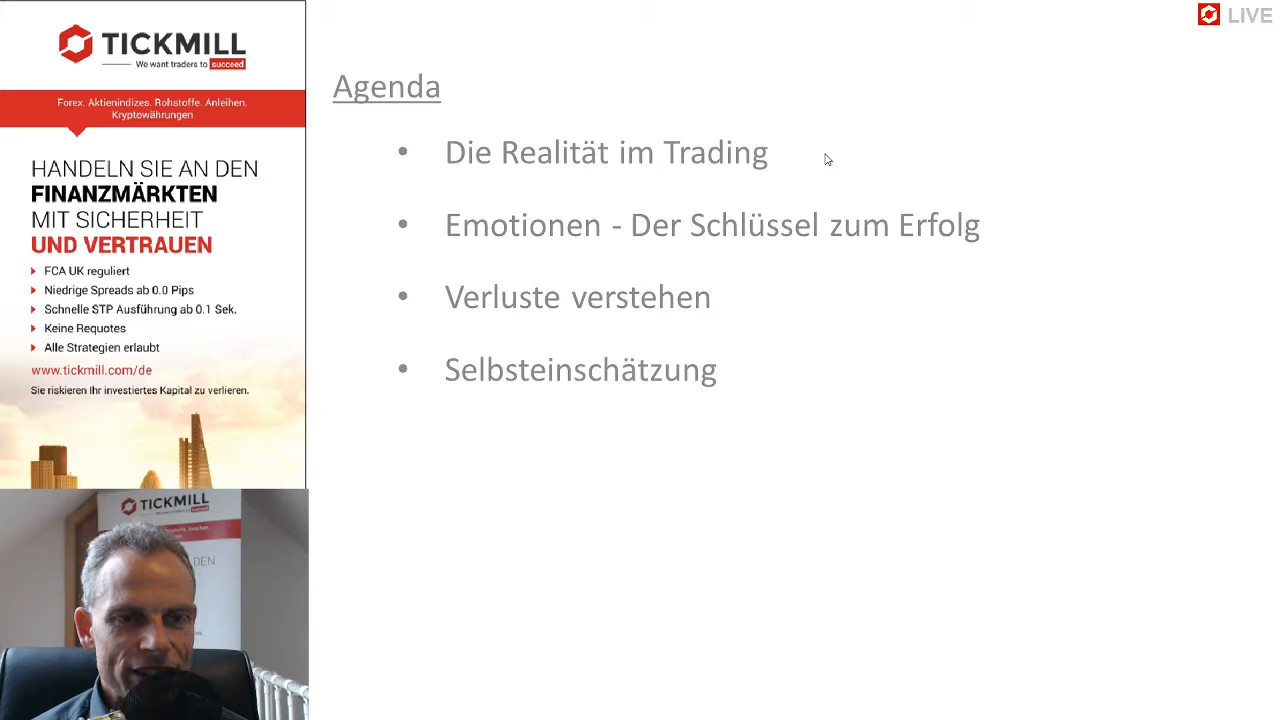 TICKMILL
We want traders to succeed
Forex. Aktienindizes. Rohstoffe. Anleihen.
Kryptowährungen
HANDELN SIE AN DEN
FINANZMÄRKTEN
MIT SICHERHEIT
UND VERTRAUEN
FCA UK reguliert
Niedrige Spreads ab 0.0 Pips
Schnelle STP Ausführung ab 0.1 Sek.
Keine Requotes
Alle Strategien erlaubt
www.tickmill.com/de
Sie riskieren Ihr investiertes Kapital zu verlieren.
LIVE
Agenda
• Die Realität im Trading
• Emotionen - Der Schlüssel zum Erfolg
• Verluste verstehen
• Selbsteinschätzung
TICKMILL
DEN